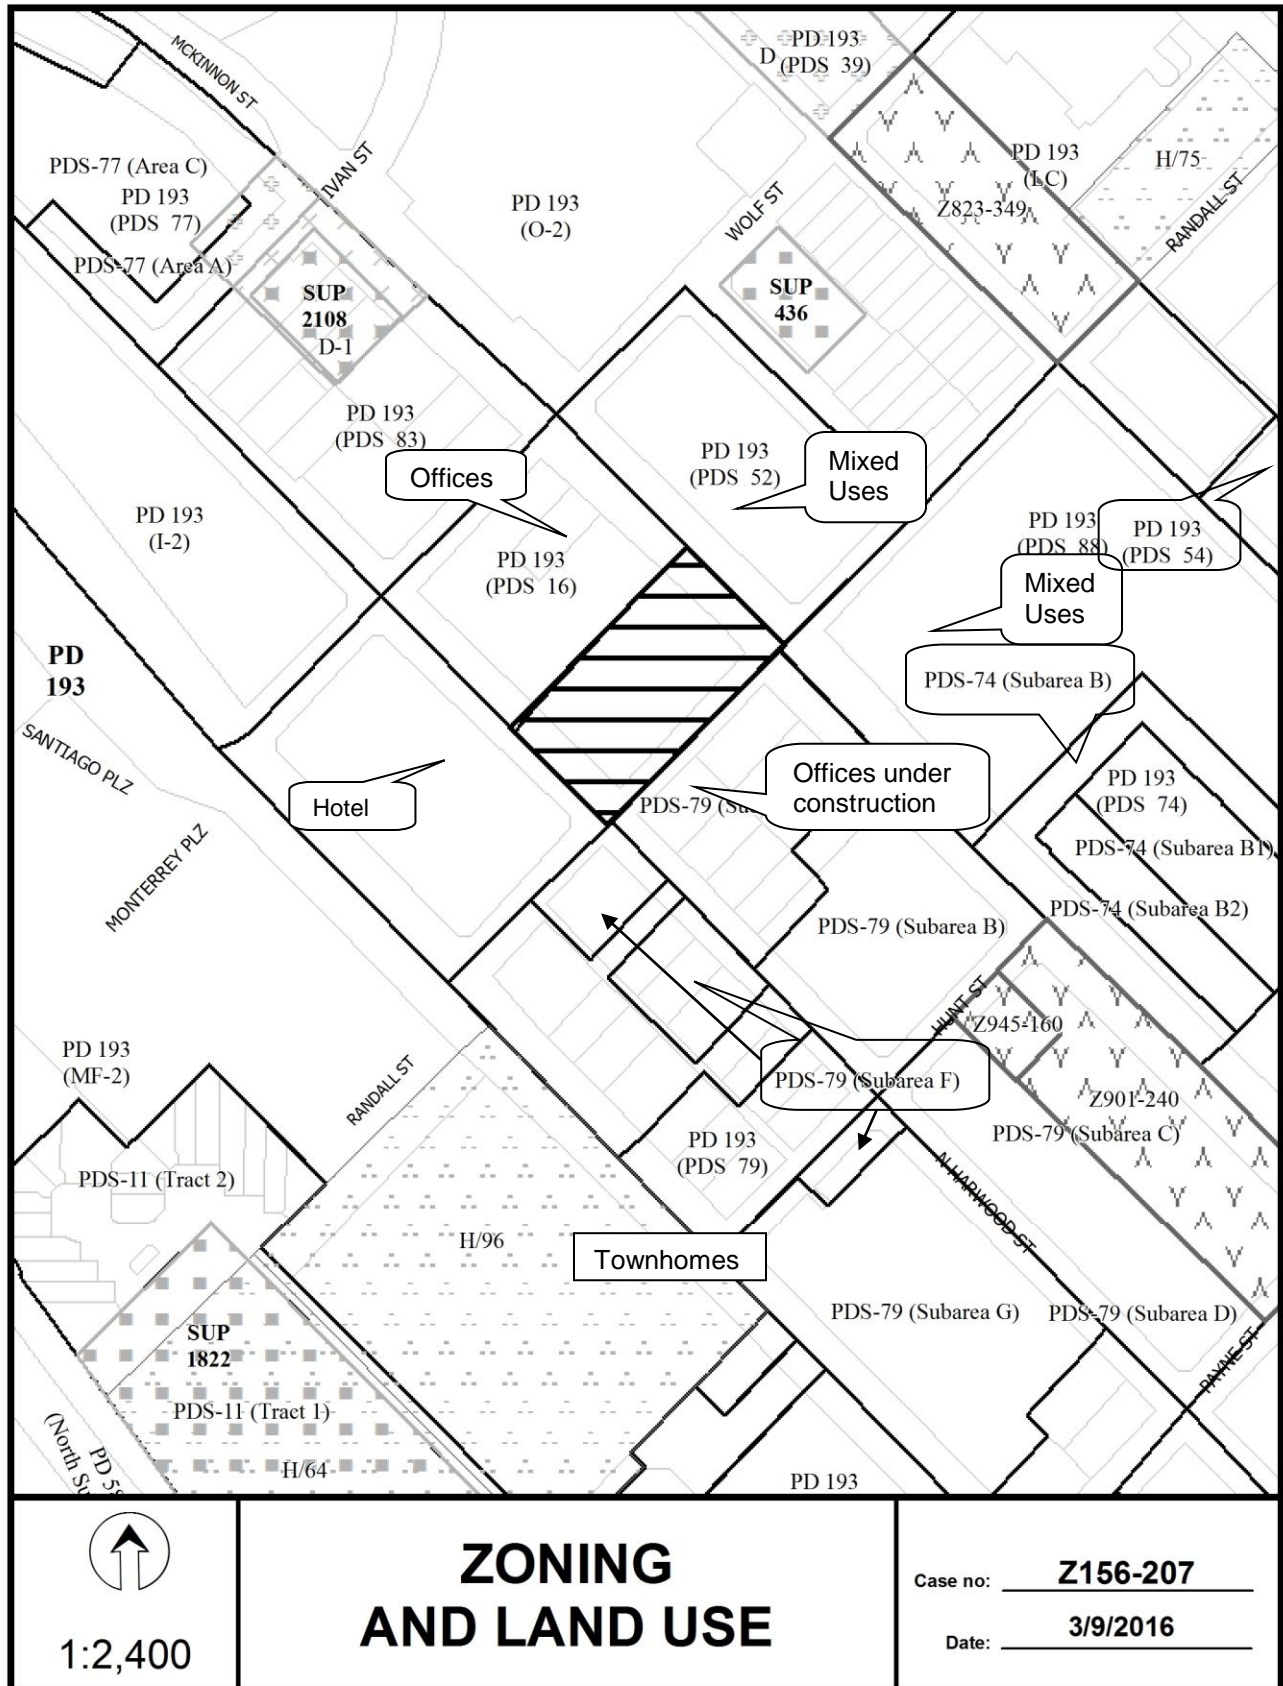 MCKINNON ST
PD 193
D (PDS 39)
PDS-77 (Area C)
PD 193
(PDS 77)
PDS-77 (Area A)
IVAN ST
PD 193
(O-2)
WOLF ST
PD 193
(LC)
H/75
Z823-349
RANDALL ST
SUP
2108
D-1
SUP
436
PD 193
(PDS 83)
Offices
PD 193
(PDS 52)
Mixed
Uses
PD 193
(I-2)
PD 193
(PDS 16)
PD 193
(PDS 88)
PD 193
(PDS 54)
Mixed
Uses
PD
193
PDS-74 (Subarea B)
SANTIAGO PLZ
Hotel
PDS-79 (Su
Offices under
construction
PD 193
(PDS 74)
PDS-74 (Subarea B1)
MONTERREY PLZ
PDS-74 (Subarea B2)
PDS-79 (Subarea B)
HUNT ST
Z945-160
PD 193
(MF-2)
RANDALL ST
PDS-79 (Subarea F)
Z901-240
PDS-79 (Subarea C)
PD 193
(PDS 79)
PDS-11 (Tract 2)
N HARWOOD ST
H/96
Townhomes
PDS-79 (Subarea G)
PDS-79 (Subarea D)
SUP
1822
PAYNE ST
PDS-11 (Tract 1)
H/64
PD 193
(North
1:2,400
ZONING
AND LAND USE
Case no: Z156-207
Date: 3/9/2016